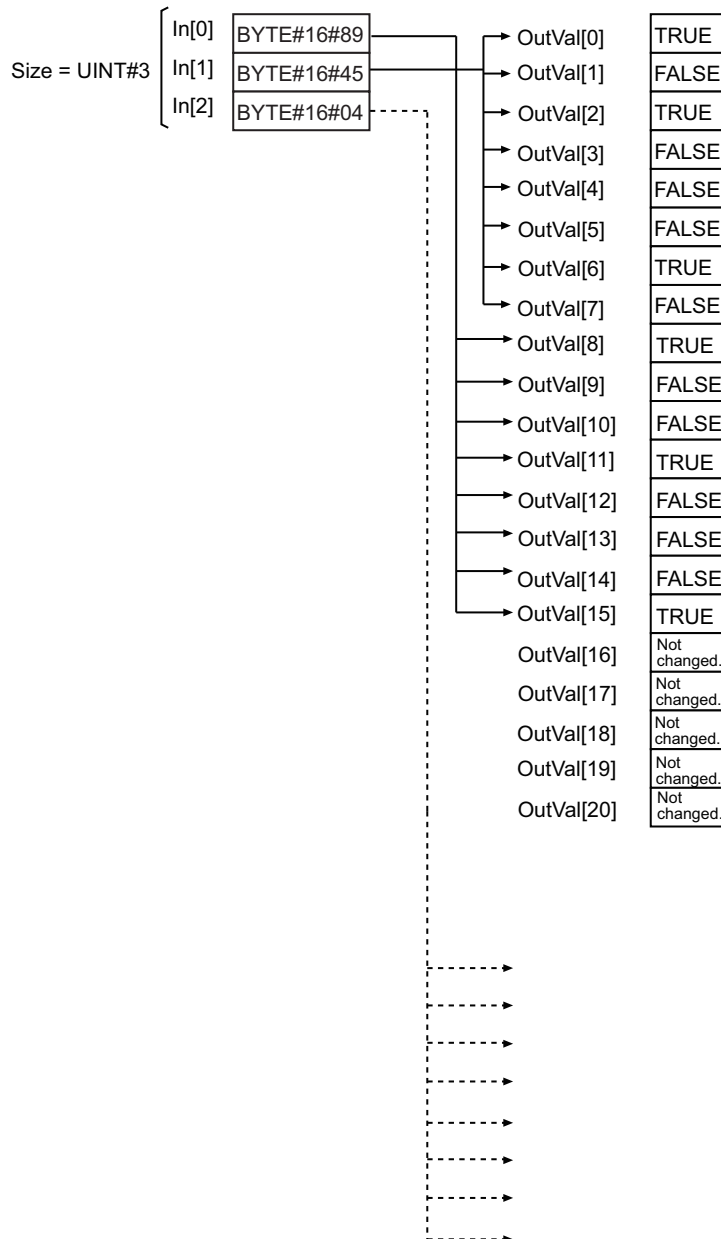 Size = UINT#3
In[0] BYTE#16#89
In[1] BYTE#16#45
In[2] BYTE#16#04
OutVal[0] TRUE
OutVal[1] FALSE
OutVal[2] TRUE
OutVal[3] FALSE
OutVal[4] FALSE
OutVal[5] FALSE
OutVal[6] TRUE
OutVal[7] FALSE
OutVal[8] TRUE
OutVal[9] FALSE
OutVal[10] FALSE
OutVal[11] TRUE
OutVal[12] FALSE
OutVal[13] FALSE
OutVal[14] FALSE
OutVal[15] TRUE
OutVal[16] Not
changed.
OutVal[17] Not
changed.
OutVal[18] Not
changed.
OutVal[19] Not
changed.
OutVal[20] Not
changed.